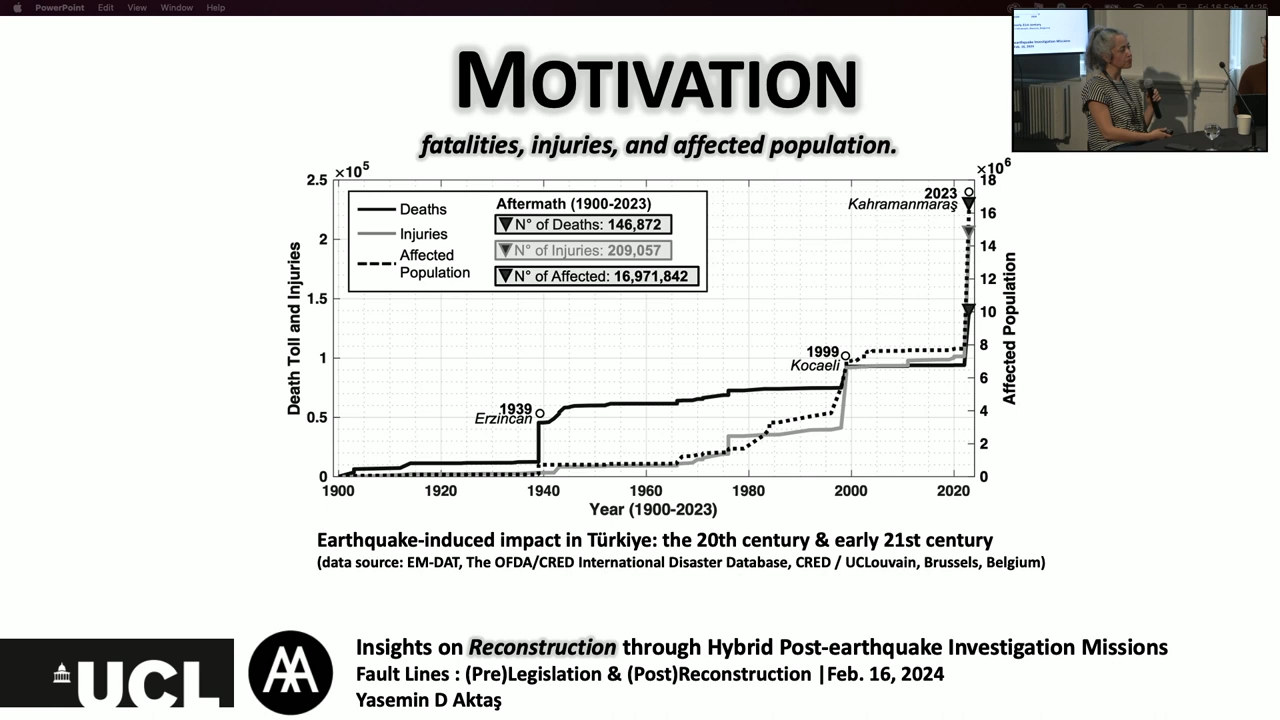 PowerPoint Edit View Window Help
Fri 16 Feb 14:25
MOTIVATION
fatalities, injuries, and affected population.
×10⁵
×10⁶
2.5
2
1.5
1
0.5
0
Death Toll and Injuries
Deaths
Injuries
Affected
Population
Aftermath (1900-2023)
N° of Deaths: 146,872
N° of Injuries: 209,057
N° of Affected: 16,971,842
1939
Erzincan
1999
Kocaeli
2023
Kahramanmaraş
18
16
14
12
10
8
6
4
2
0
Affected Population
1900 1920 1940 1960 1980 2000 2020
Year (1900-2023)
Earthquake-induced impact in Türkiye: the 20th century & early 21st century
(data source: EM-DAT, The OFDA/CRED International Disaster Database, CRED / UCLouvain, Brussels, Belgium)
UCL
AA
Insights on Reconstruction through Hybrid Post-earthquake Investigation Missions
Fault Lines : (Pre)Legislation & (Post)Reconstruction |Feb. 16, 2024
Yasemin D Aktaş